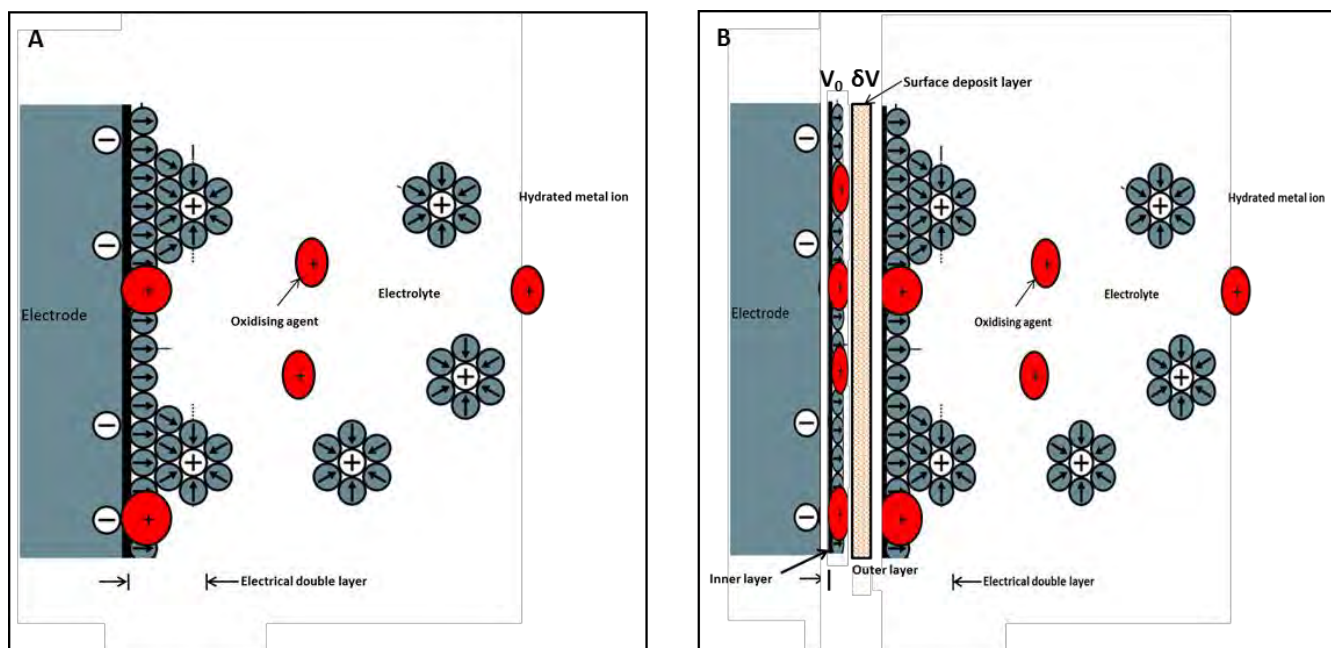 A
Hydrated metal ion
Electrode
Oxidising agent
Electrolyte
Electrical double layer
B
V₀ δV
Surface deposit layer
Hydrated metal ion
Electrode
Oxidising agent
Electrolyte
Inner layer
Outer layer
Electrical double layer